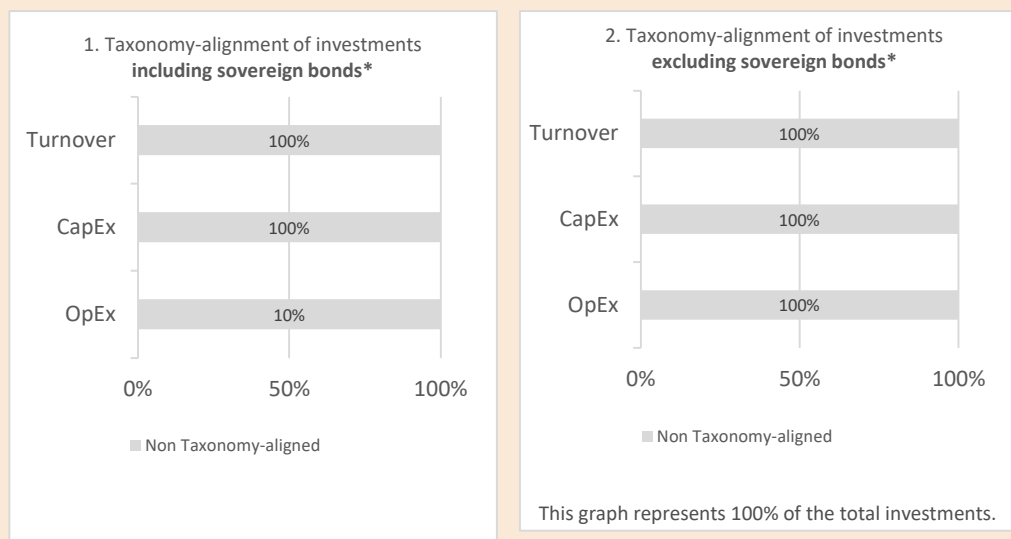 1. Taxonomy-alignment of investments
including sovereign bonds*
Turnover
100%
CapEx
100%
OpEx
10%
0%
50%
100%
Non Taxonomy-aligned
2. Taxonomy-alignment of investments
excluding sovereign bonds*
Turnover
100%
CapEx
100%
OpEx
100%
0%
50%
100%
Non Taxonomy-aligned
This graph represents 100% of the total investments.